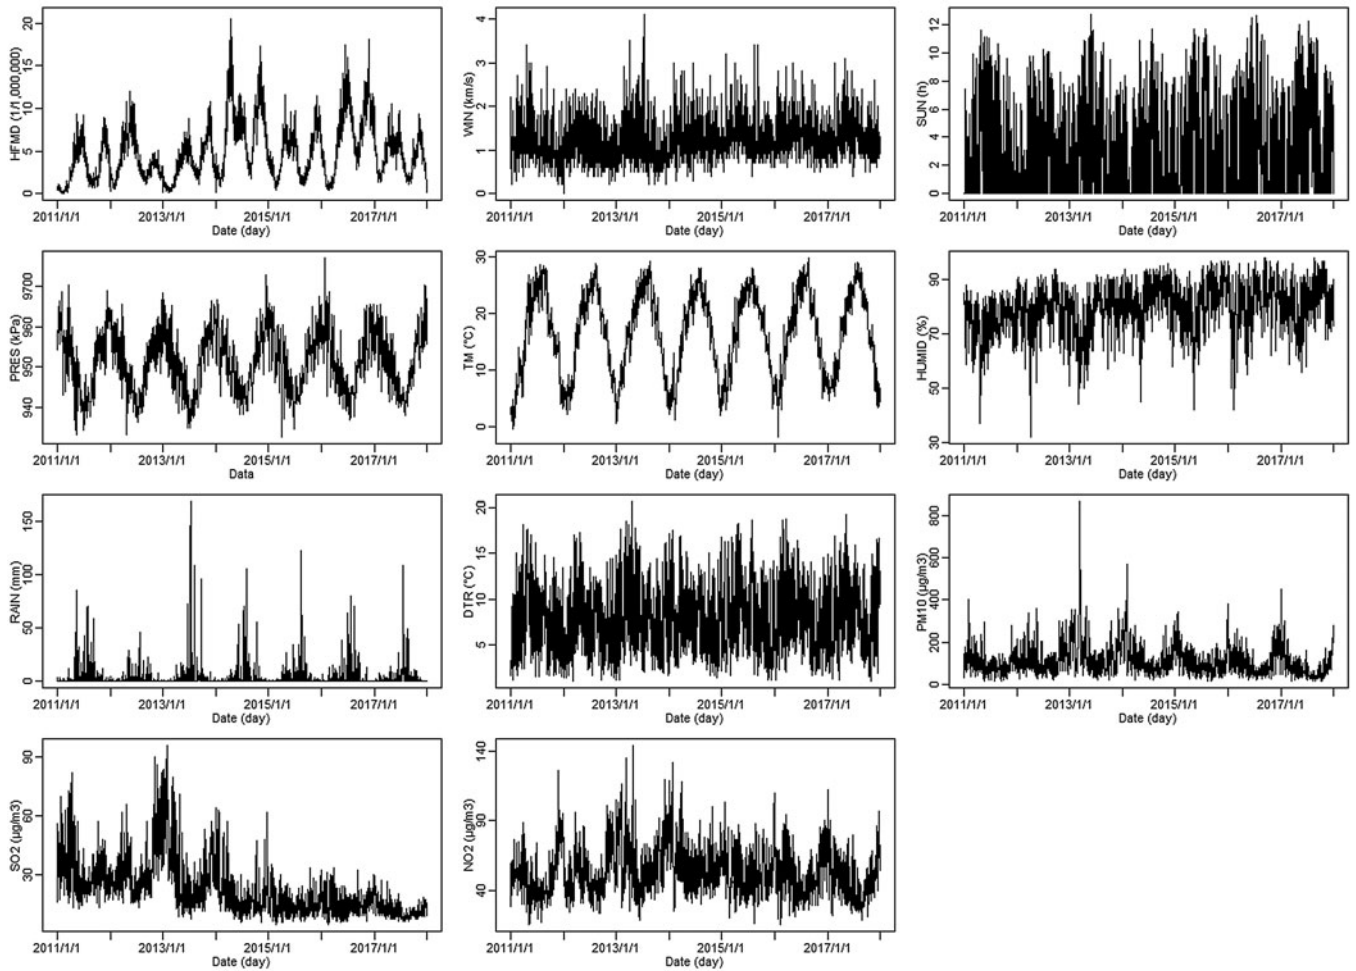 HFMD (1/1,000,000)
0 5 10 15 20
2011/1/1 2013/1/1 2015/1/1 2017/1/1
Date (day)
WIN (km/s)
0 1 2 3 4
2011/1/1 2013/1/1 2015/1/1 2017/1/1
Date (day)
SUN (h)
0 2 4 6 8 10 12
2011/1/1 2013/1/1 2015/1/1 2017/1/1
Date (day)
PRES (kPa)
940 950 960 9700
2011/1/1 2013/1/1 2015/1/1 2017/1/1
Data
TM (°C)
0 10 20 30
2011/1/1 2013/1/1 2015/1/1 2017/1/1
Date (day)
HUMID (%)
30 50 70 90
2011/1/1 2013/1/1 2015/1/1 2017/1/1
Date (day)
RAIN (mm)
0 50 100 150
2011/1/1 2013/1/1 2015/1/1 2017/1/1
Date (day)
DTR (°C)
5 10 15 20
2011/1/1 2013/1/1 2015/1/1 2017/1/1
Date (day)
PM10 (µg/m3)
0 200 400 600 800
2011/1/1 2013/1/1 2015/1/1 2017/1/1
Date (day)
SO2 (µg/m3)
30 60 90
2011/1/1 2013/1/1 2015/1/1 2017/1/1
Date (day)
NO2 (µg/m3)
40 90 140
2011/1/1 2013/1/1 2015/1/1 2017/1/1
Date (day)